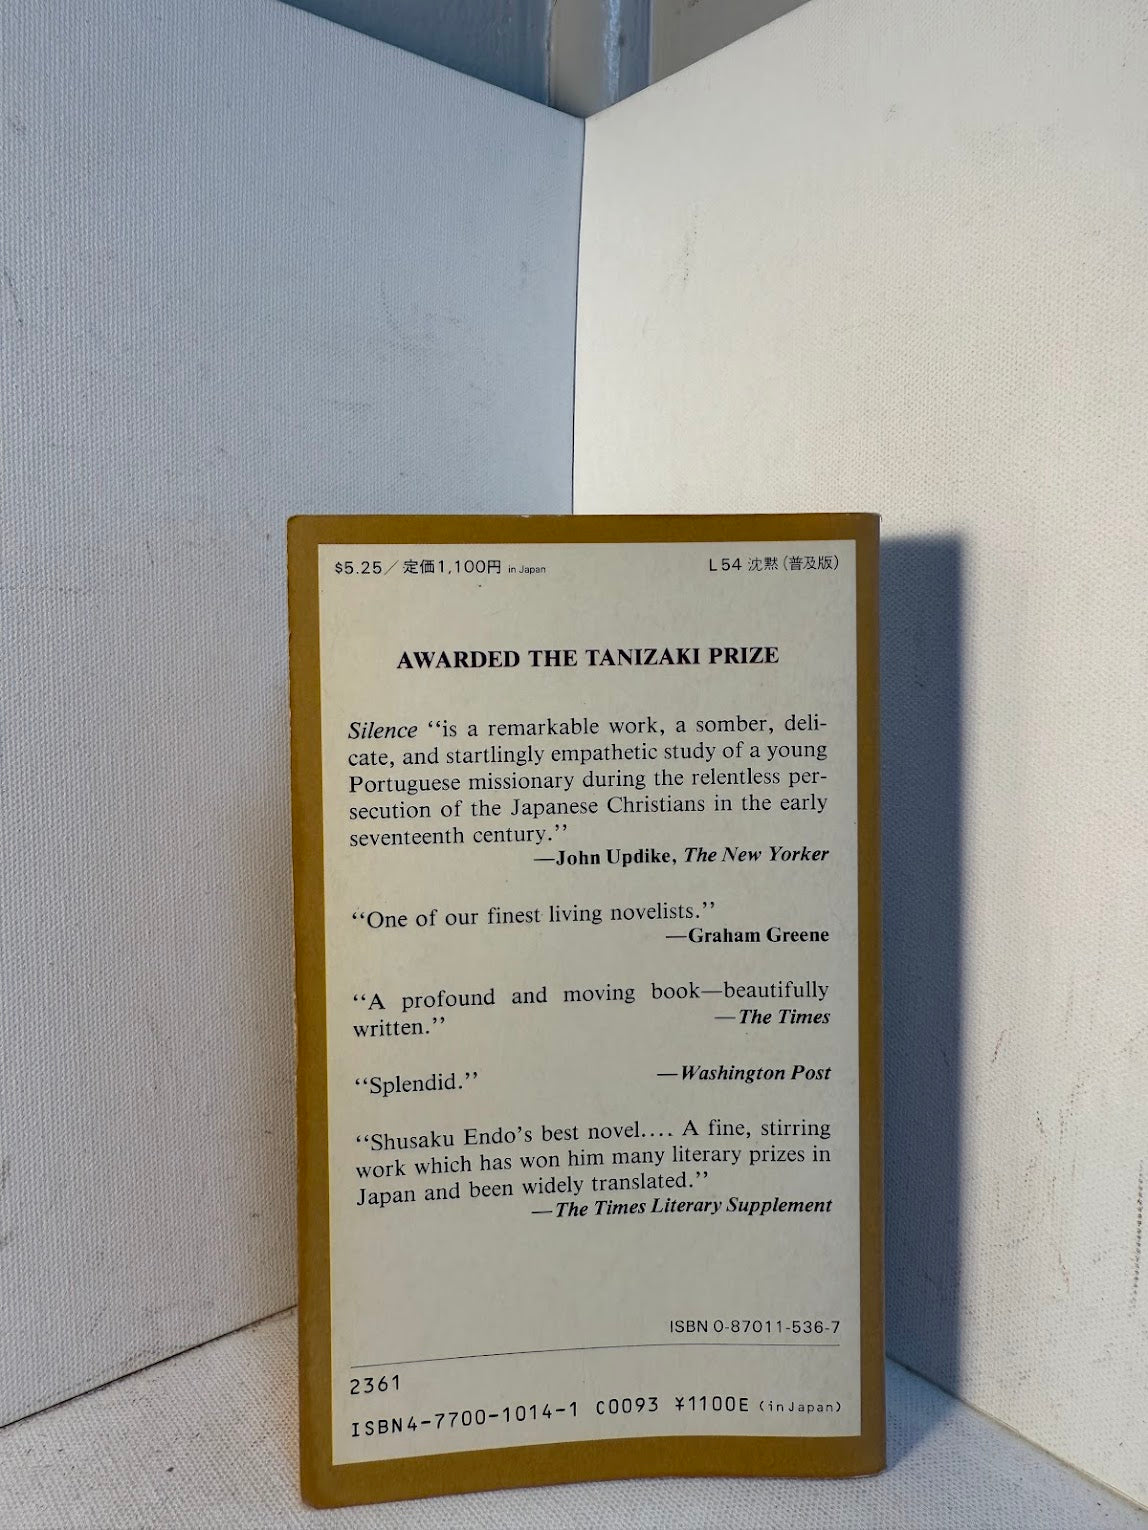 $5.25／定価1,100円 in Japan
L54 沈黙(普及版)
AWARDED THE TANIZAKI PRIZE
Silence “is a remarkable work, a somber, deli-
cate, and startlingly empathetic study of a young
Portuguese missionary during the relentless per-
secution of the Japanese Christians in the early
seventeenth century.”
—John Updike, The New Yorker
“One of our finest living novelists.”
—Graham Greene
“A profound and moving book—beautifully
written.” —The Times
“Splendid.” —Washington Post
“Shusaku Endo’s best novel.... A fine, stirring
work which has won him many literary prizes in
Japan and been widely translated.”
—The Times Literary Supplement
ISBN 0-87011-536-7
2361
ISBN4-7700-1014-1 C0093 ¥1100E (in Japan)